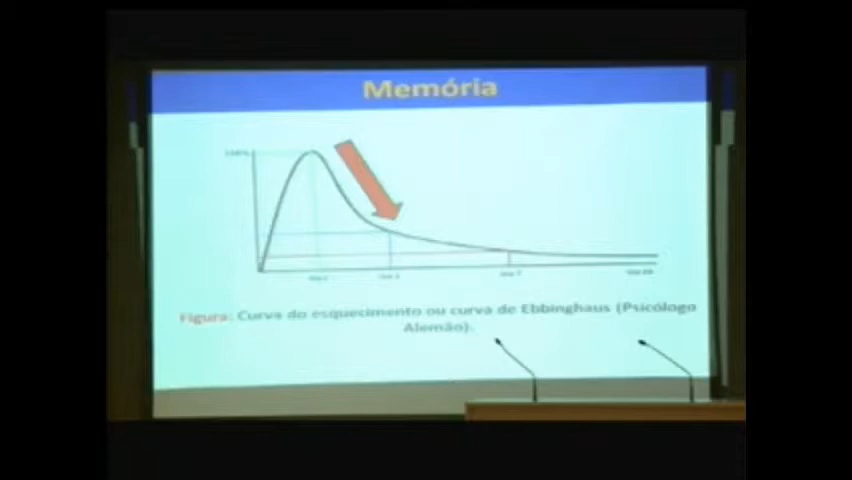 Memória
100%
Figura: Curva do esquecimento ou curva de Ebbinghaus (Psicólogo
Alemão).